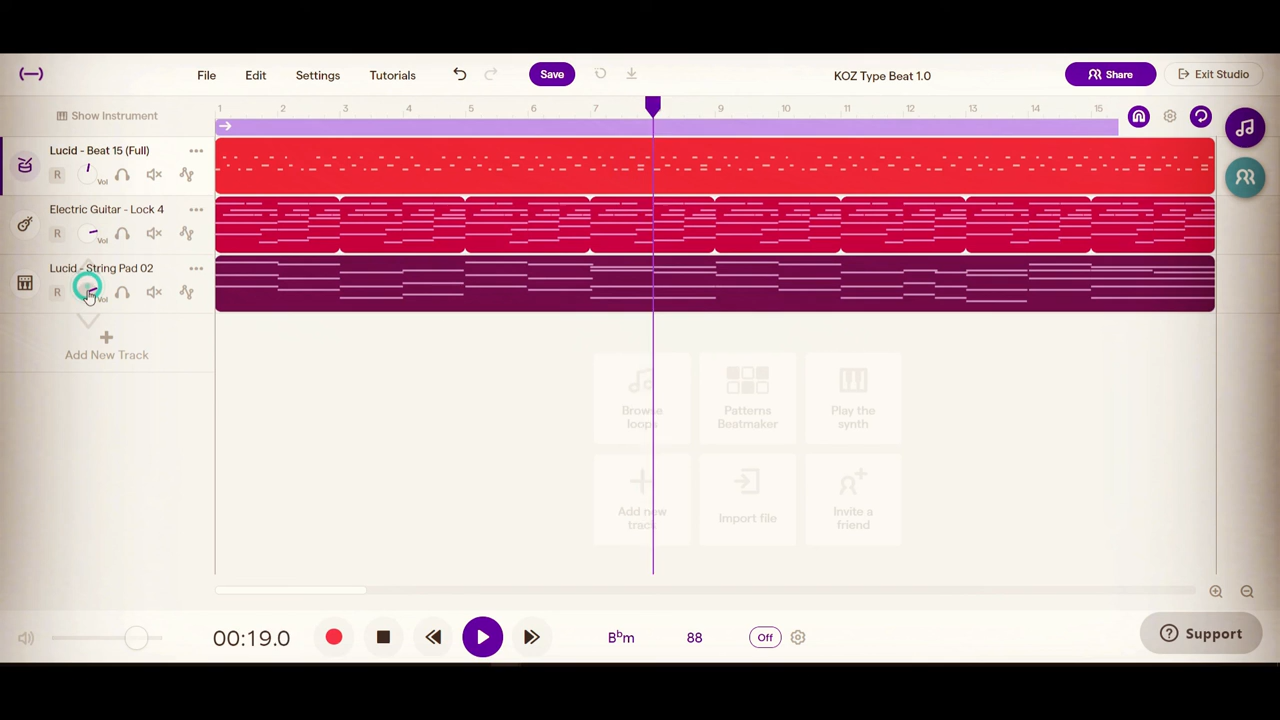 (—)
File Edit Settings Tutorials Save KOZ Type Beat 1.0 Share Exit Studio
Show Instrument
1 2 3 4 5 6 7 9 10 11 12 13 14 15
Lucid - Beat 15 (Full)
R Vol
Electric Guitar - Lock 4
R Vol
Lucid - String Pad 02
R Vol
Add New Track
Browse loops
Patterns Beatmaker
Play the synth
Add new track
Import file
Invite a friend
00:19.0 Bbm 88 Off
Support